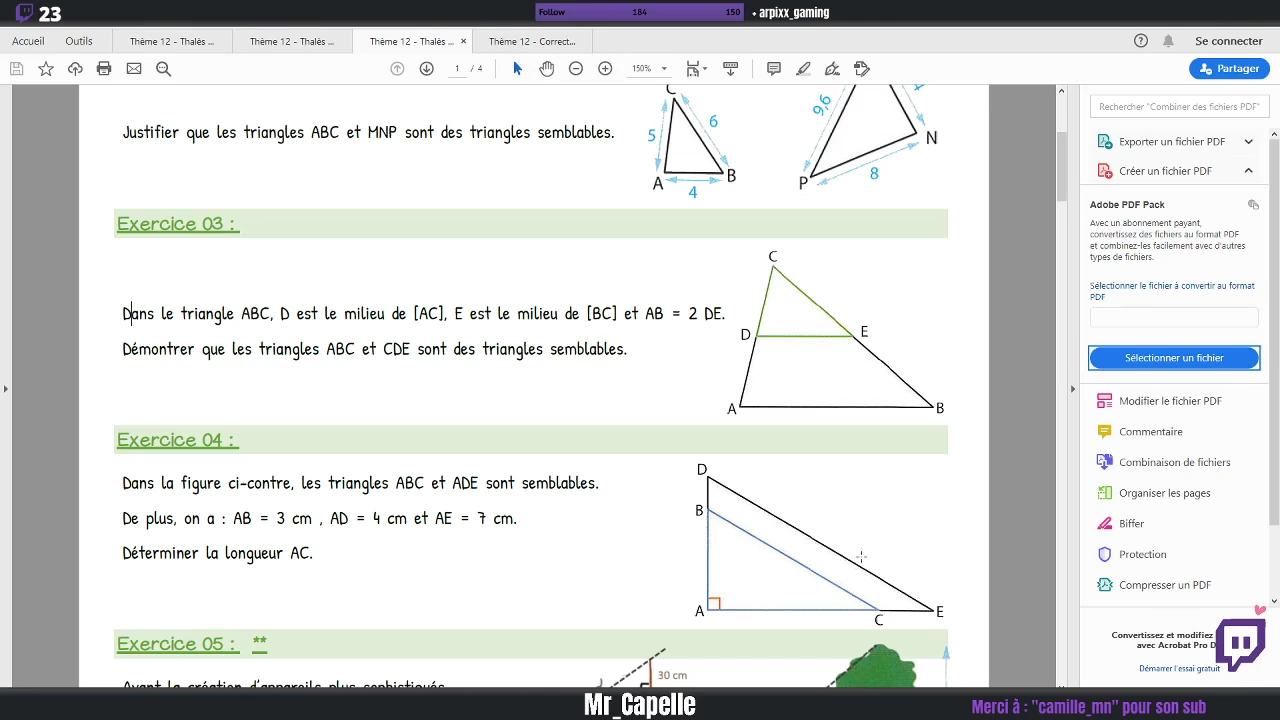 23
Follow 184 150
• arpixx_gaming
Accueil Outils Thème 12 - Thalès ... Thème 12 - Thalès ... Thème 12 - Thalès ... × Thème 12 - Correct... Se connecter
1 / 4 150% Partager
Justifier que les triangles ABC et MNP sont des triangles semblables.
C
5
6
A
B
4
9,6
N
P
8
Exercice 03 :
Dans le triangle ABC, D est le milieu de [AC], E est le milieu de [BC] et AB = 2 DE.
Démontrer que les triangles ABC et CDE sont des triangles semblables.
C
D
E
A
B
Exercice 04 :
Dans la figure ci-contre, les triangles ABC et ADE sont semblables.
De plus, on a : AB = 3 cm , AD = 4 cm et AE = 7 cm.
Déterminer la longueur AC.
D
B
A
C
E
Exercice 05 : **
30 cm
Rechercher "Combiner des fichiers PDF"
Exporter un fichier PDF
Créer un fichier PDF
Adobe PDF Pack
Avec un abonnement payant,
convertissez des fichiers au format PDF
et combinez-les facilement avec d'autres
types de fichiers.
Sélectionner le fichier à convertir au format
PDF
Sélectionner un fichier
Modifier le fichier PDF
Commentaire
Combinaison de fichiers
Organiser les pages
Biffer
Protection
Compresser un PDF
Convertissez et modifiez
avec Acrobat Pro D
Démarrer l'essai gratuit
Mr_Capelle
Merci à : "camille_mn" pour son sub